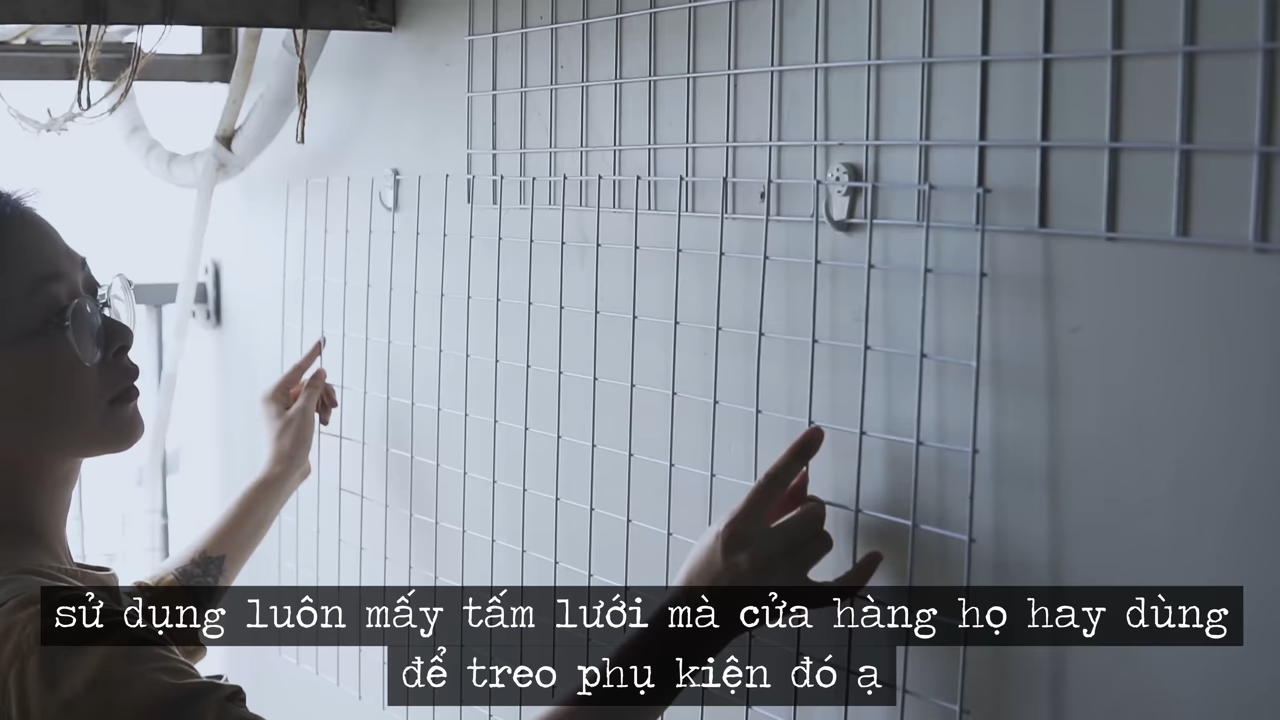 sử dụng luôn mấy tấm lưới mà cửa hàng họ hay dùng
để treo phụ kiện đó ạ